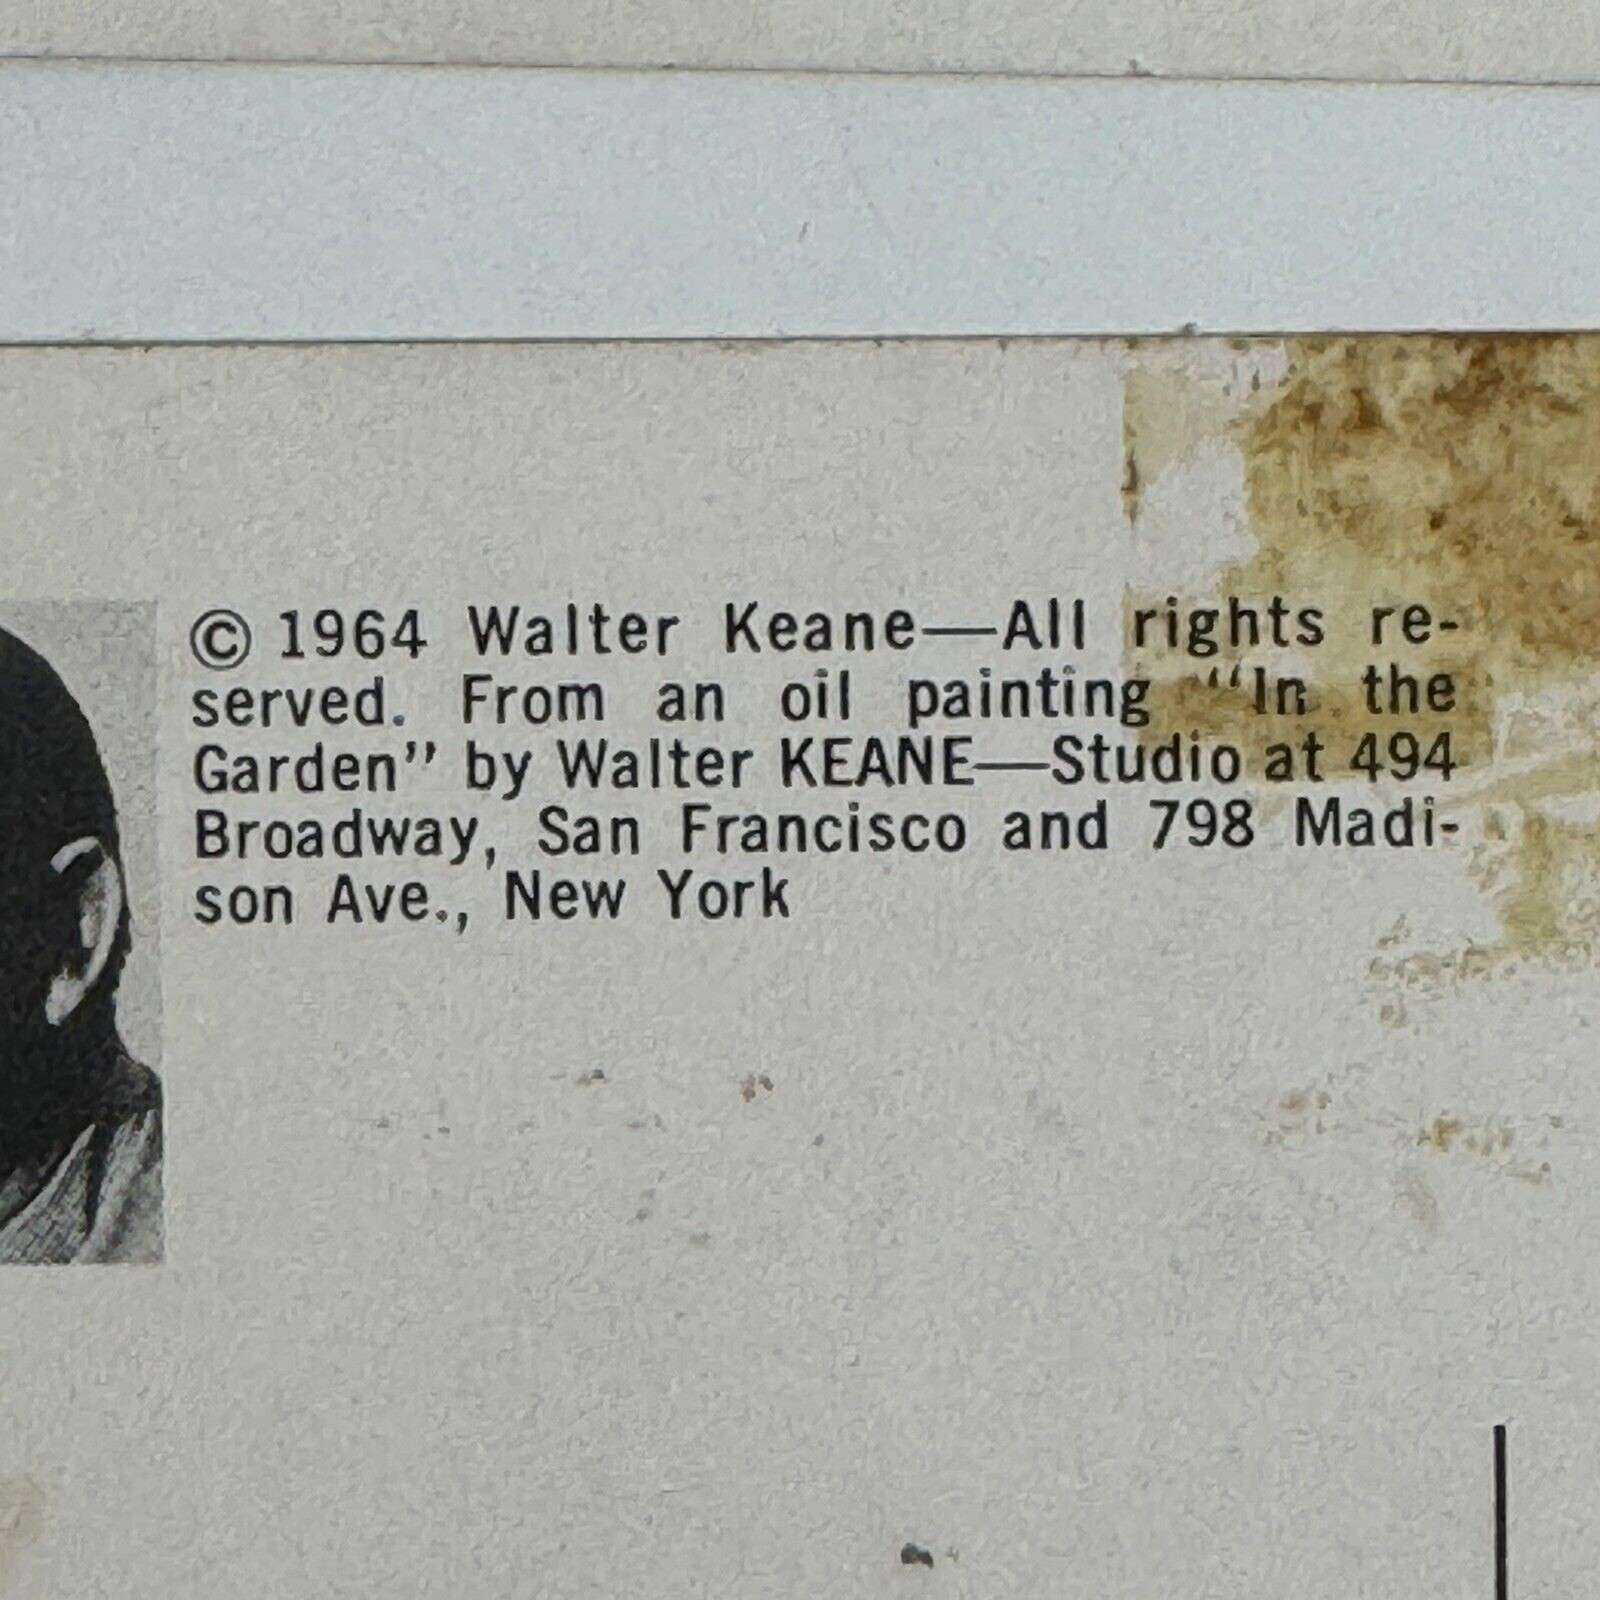 © 1964 Walter Keane—All rights re-
served. From an oil painting "In the
Garden" by Walter KEANE—Studio at 494
Broadway, San Francisco and 798 Madi-
son Ave., New York